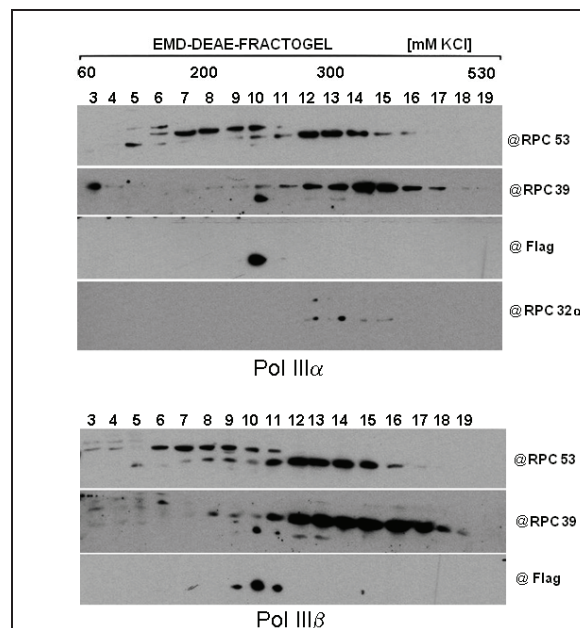 EMD-DEAE-FRACTOGEL [mM KCl]
60 200 300 530
3 4 5 6 7 8 9 10 11 12 13 14 15 16 17 18 19
@RPC 53
@RPC 39
@ Flag
@RPC 32α
Pol IIIα
3 4 5 6 7 8 9 10 11 12 13 14 15 16 17 18 19
@RPC 53
@RPC 39
@ Flag
Pol IIIβ